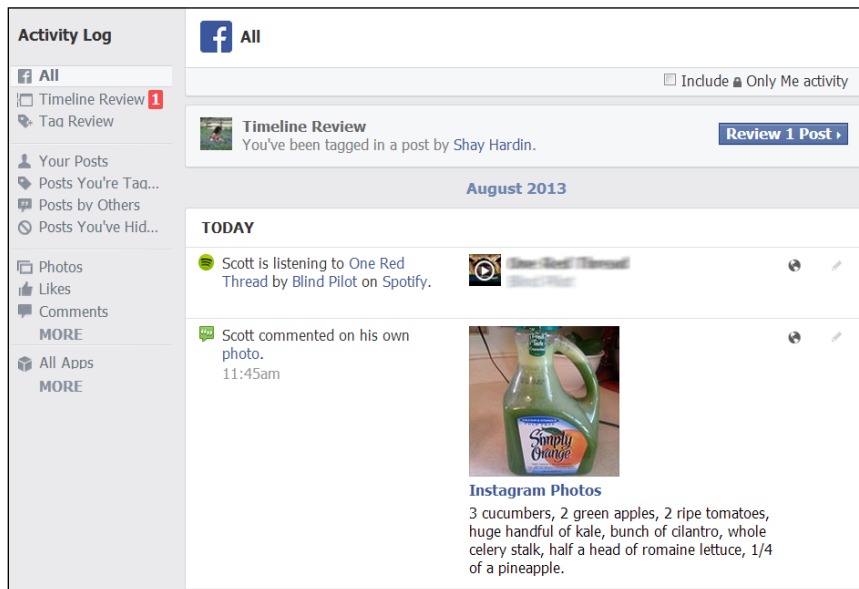 Activity Log
All
Timeline Review 1
Tag Review
Your Posts
Posts You're Tag...
Posts by Others
Posts You've Hid...
Photos
Likes
Comments
MORE
All Apps
MORE
All
Include Only Me activity
Timeline Review
You've been tagged in a post by Shay Hardin.
Review 1 Post
August 2013
TODAY
Scott is listening to One Red
Thread by Blind Pilot on Spotify.
Scott commented on his own
photo.
11:45am
Simply
Orange
Instagram Photos
3 cucumbers, 2 green apples, 2 ripe tomatoes,
huge handful of kale, bunch of cilantro, whole
celery stalk, half a head of romaine lettuce, 1/4
of a pineapple.